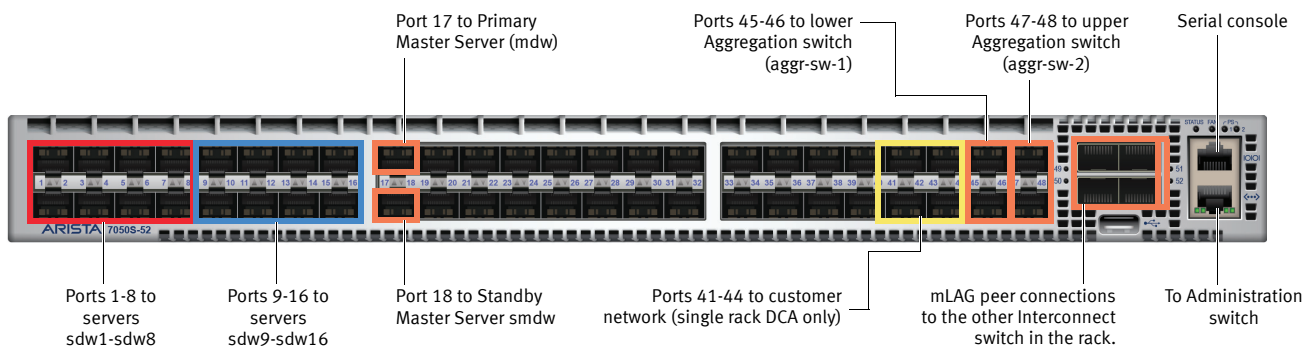 Port 17 to Primary
Master Server (mdw)
Ports 45-46 to lower
Aggregation switch
(aggr-sw-1)
Ports 47-48 to upper
Aggregation switch
(aggr-sw-2)
Serial console
STATUS FAN PS 1 2
1 2 3 4 5 6 7 8 9 10 11 12 13 14 15 16 17 18 19 20 21 22 23 24 25 26 27 28 29 30 31 32 33 34 35 36 37 38 39 40 41 42 43 44 45 46 47 48
49 51
50 52
ARISTA 7050S-52
Ports 1-8 to
servers
sdw1-sdw8
Ports 9-16 to
servers
sdw9-sdw16
Port 18 to Standby
Master Server smdw
Ports 41-44 to customer
network (single rack DCA only)
mLAG peer connections
to the other Interconnect
switch in the rack.
To Administration
switch